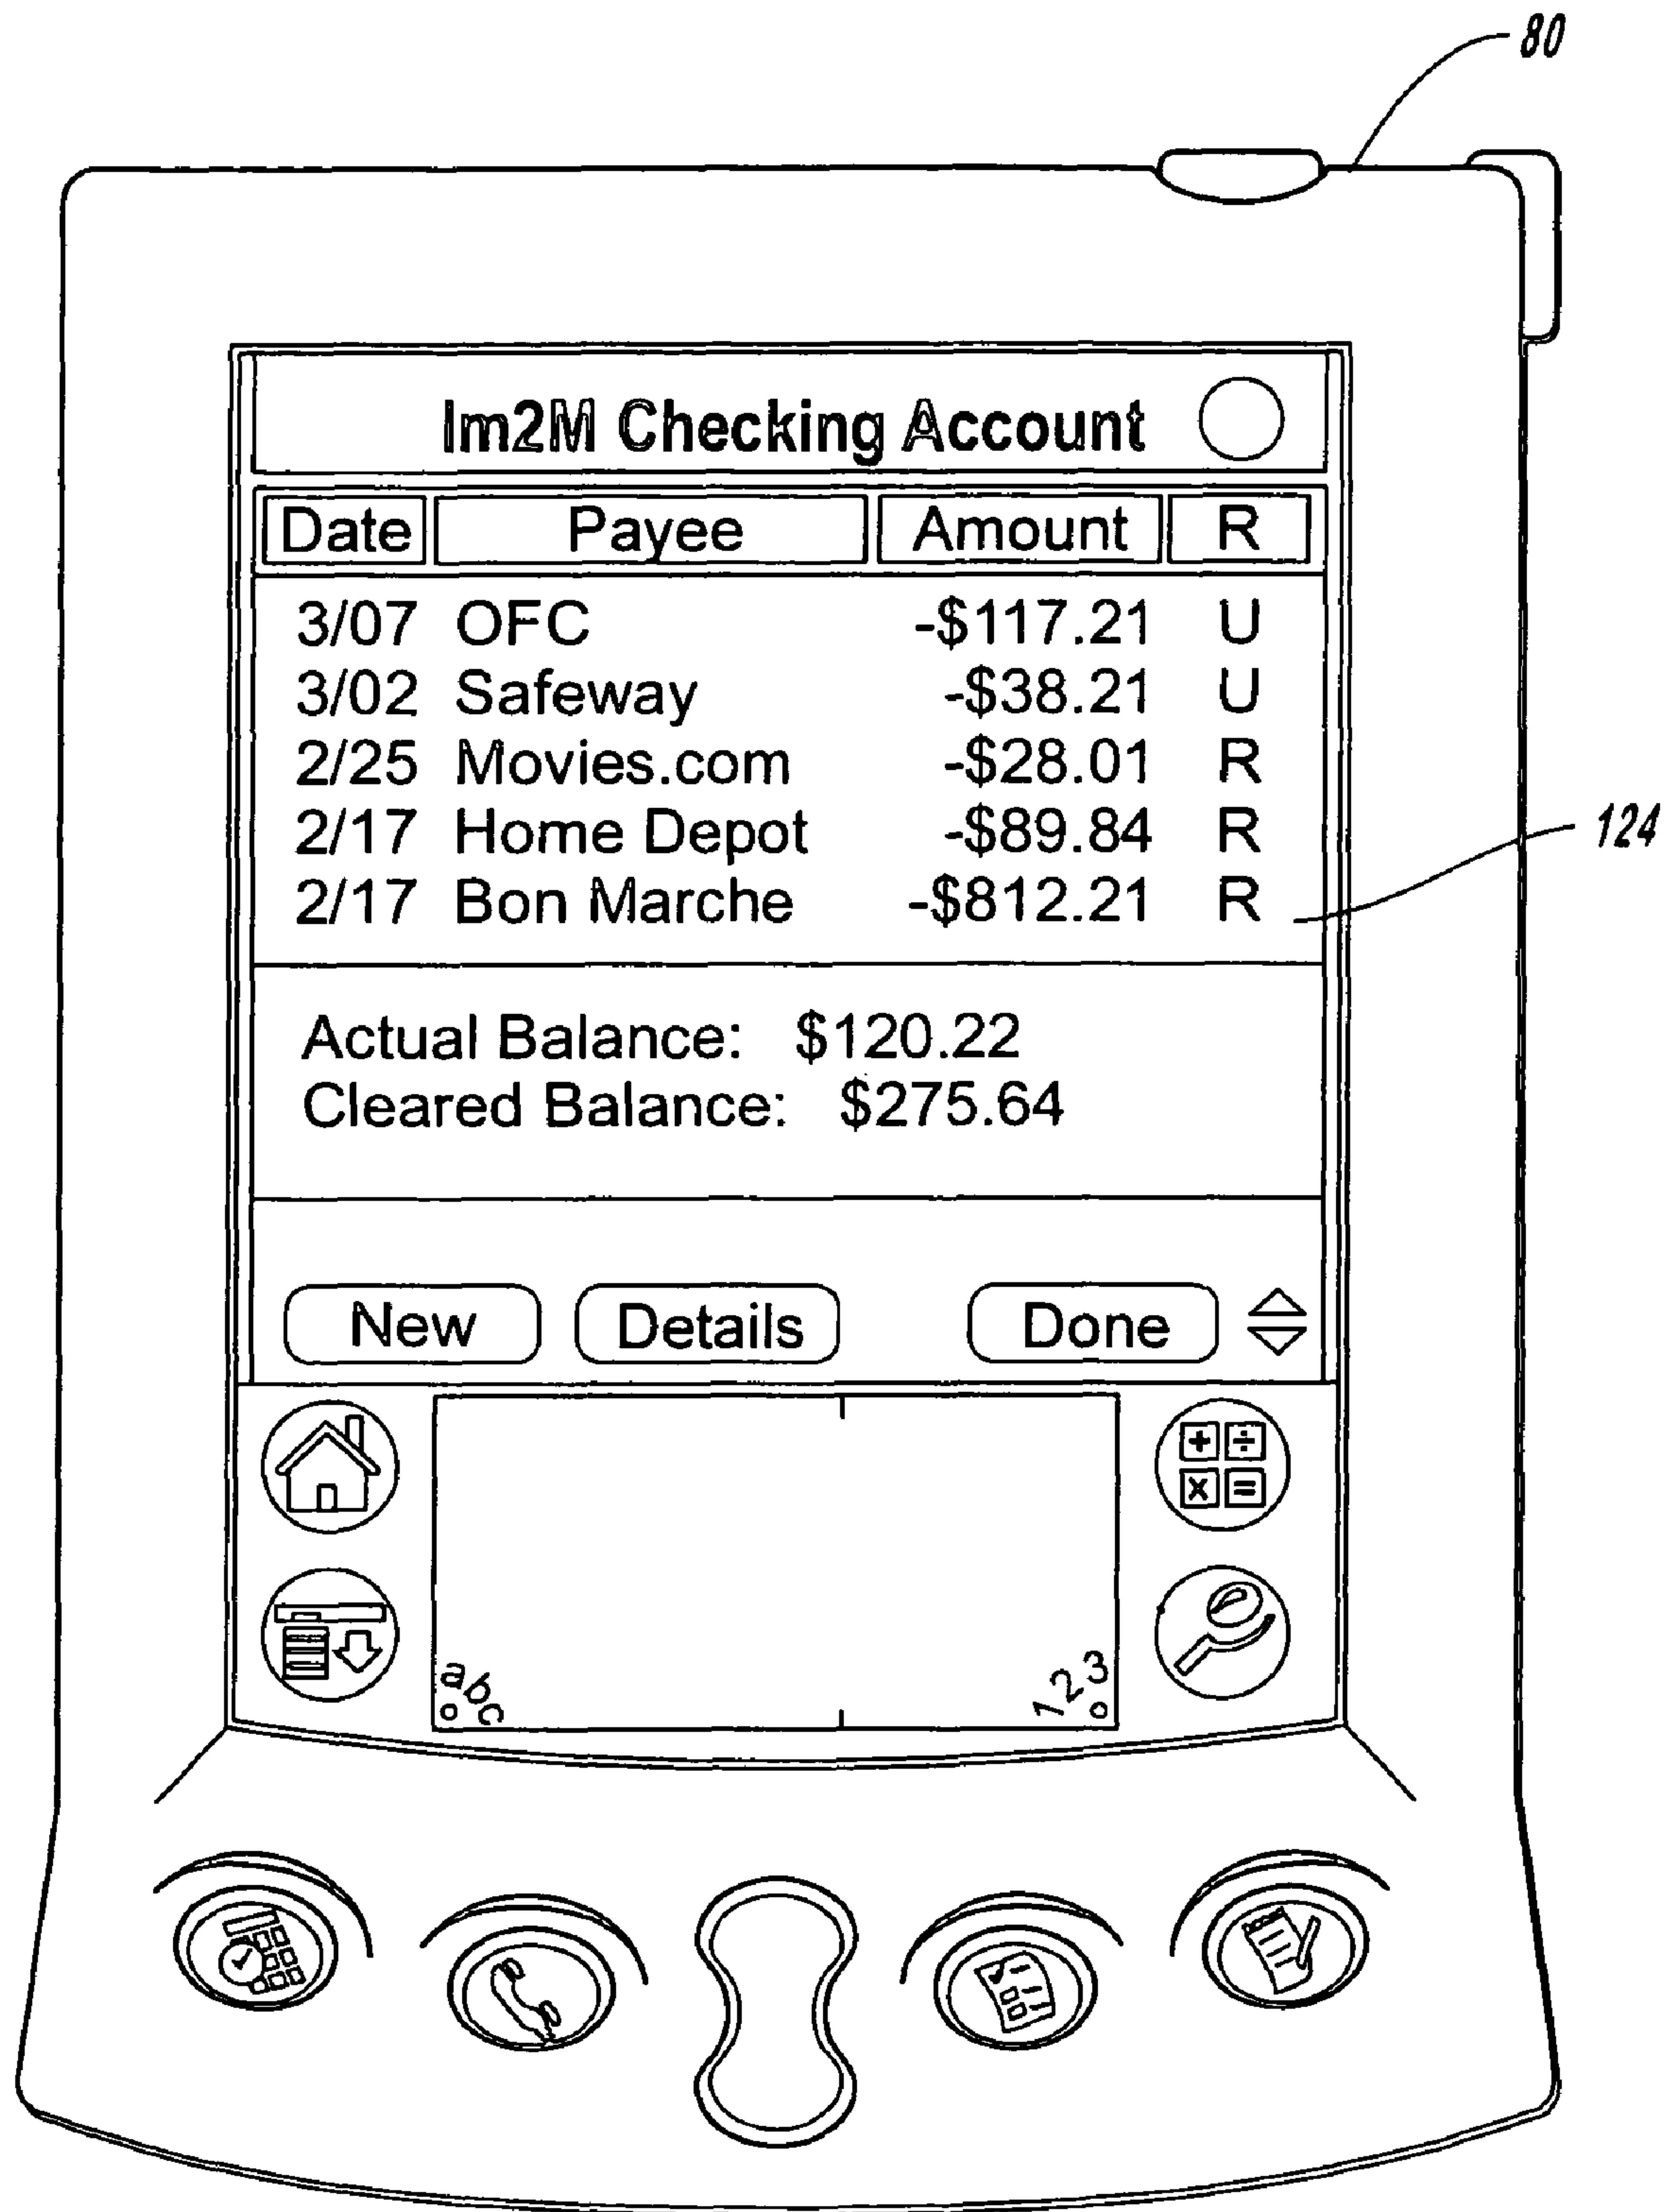 80
Im2M Checking Account
Date Payee Amount R
3/07 OFC -$117.21 U
3/02 Safeway -$38.21 U
2/25 Movies.com -$28.01 R
2/17 Home Depot -$89.84 R
124
2/17 Bon Marche -$812.21 R
Actual Balance: $120.22
Cleared Balance: $275.64
New Details Done
+ ÷
x =
abc 123